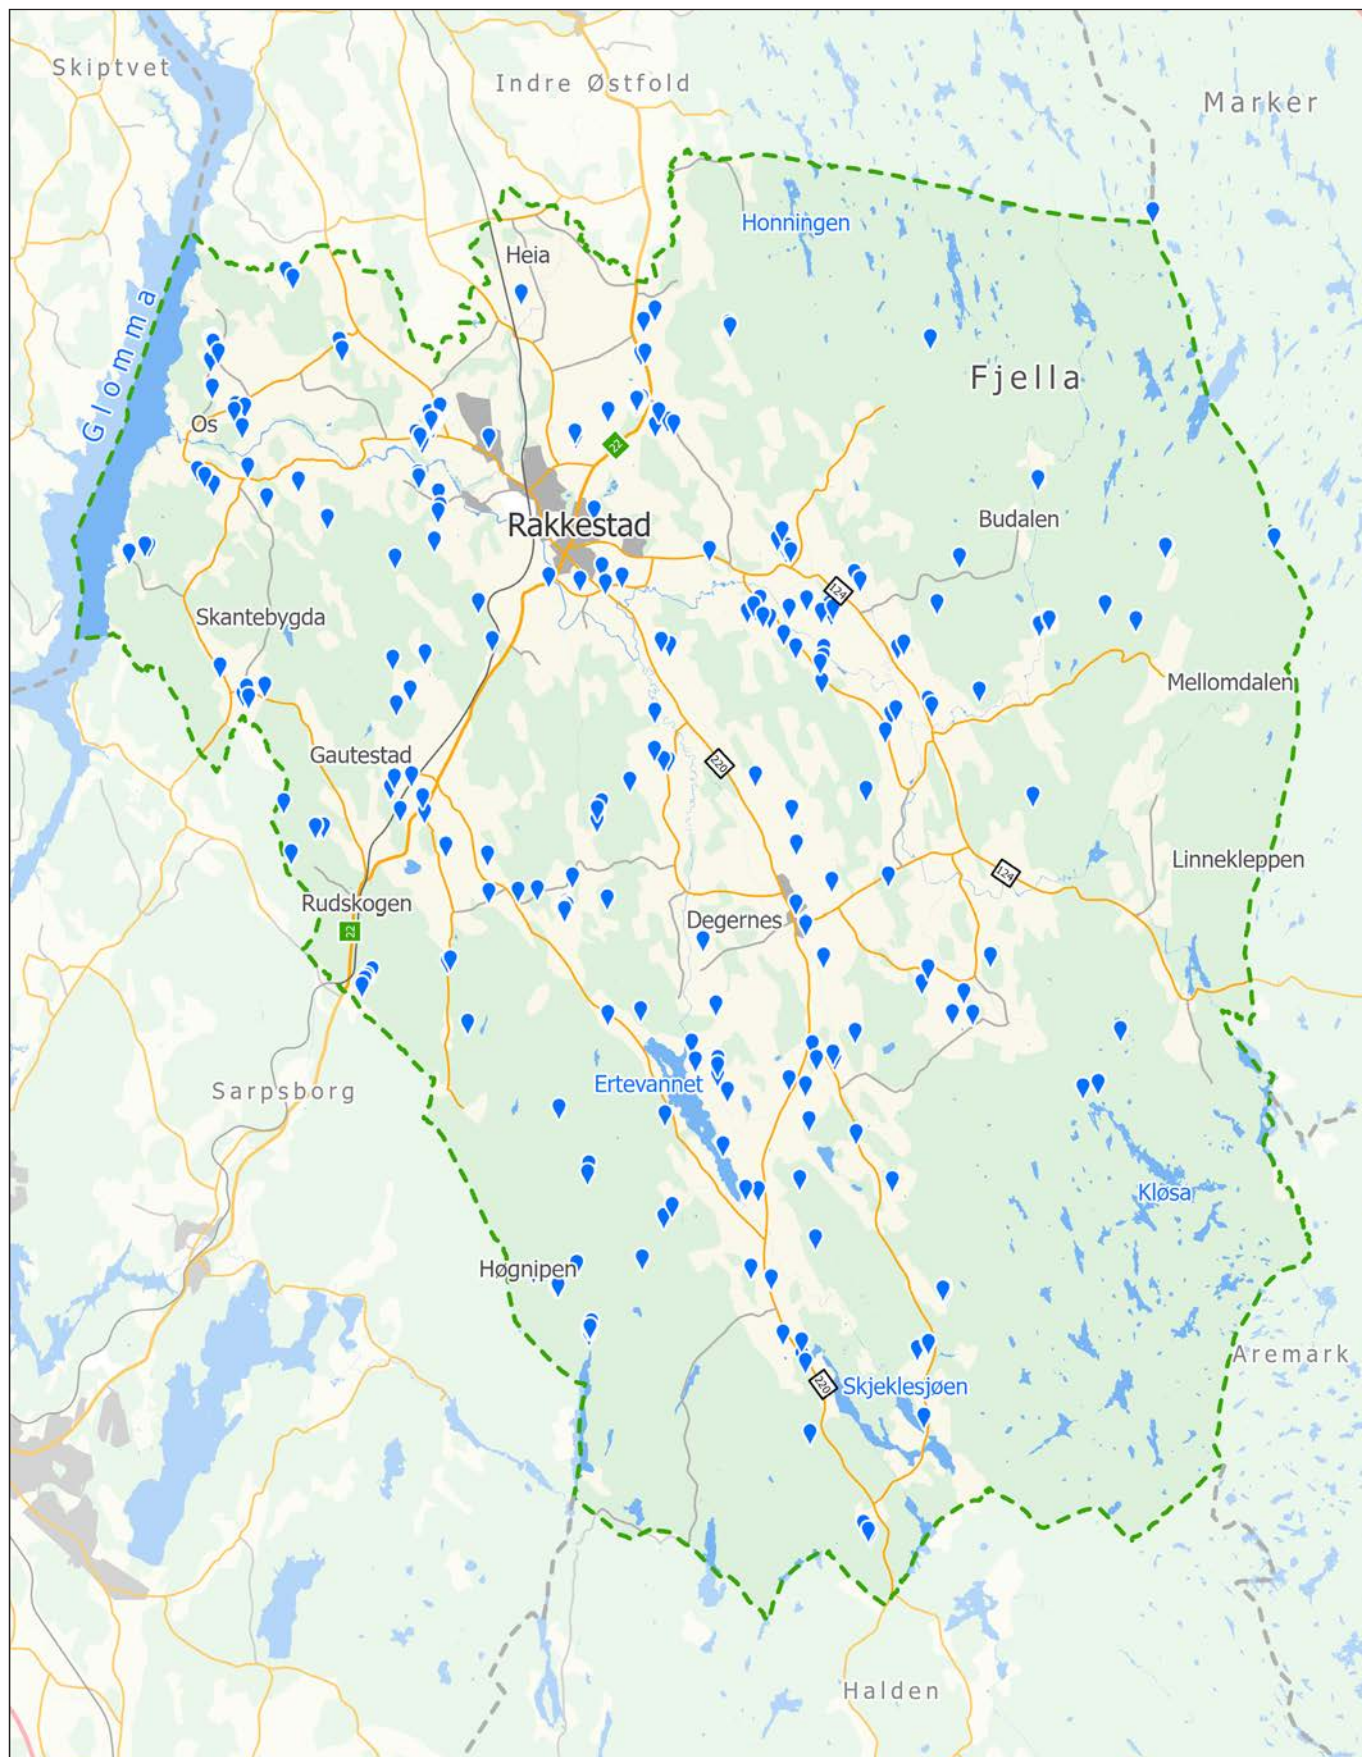 Skiptvet
Indre Østfold
Marker
Honningen
Heia
Glomma
Fjella
Os
22
Rakkestad
Budalen
124
Skantebygda
Mellomdalen
Gautestad
220
Linnekleppen
124
Rudskogen
Degernes
22
Ertevannet
Sarpsborg
Kløsa
Høgnipen
Aremark
220
Skjeklesjøen
Halden